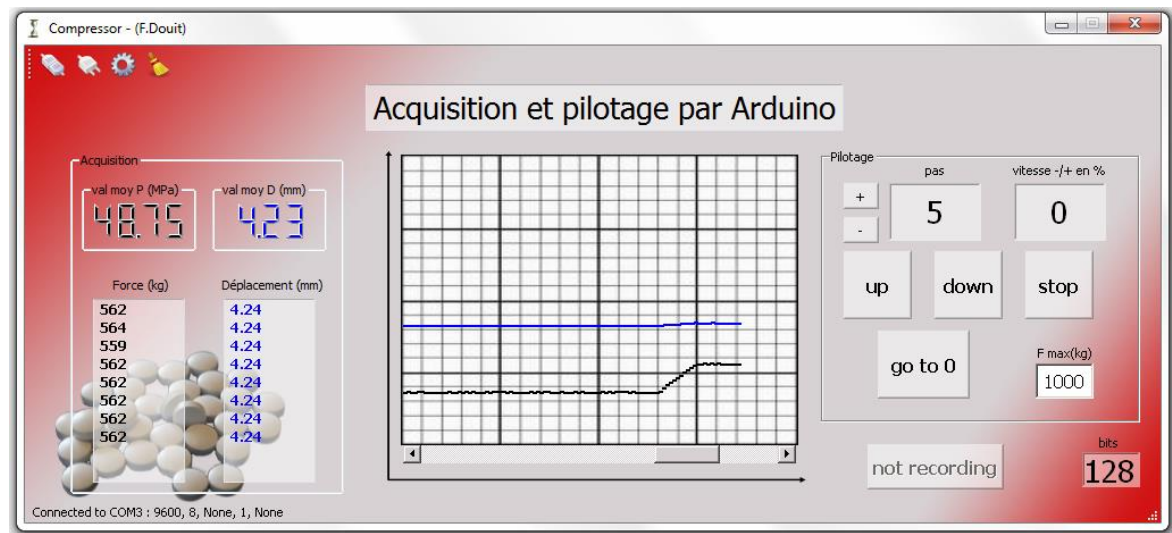 Compressor - (F.Douit)
Acquisition et pilotage par Arduino
Acquisition
val moy P (MPa)
val moy D (mm)
48.75
4.23
Force (kg)
Déplacement (mm)
562
4.24
564
4.24
559
4.24
562
4.24
562
4.24
562
4.24
562
4.24
562
4.24
Pilotage
pas
vitesse -/+ en %
+
-
5
0
up
down
stop
go to 0
F max(kg)
1000
not recording
bits
128
Connected to COM3 : 9600, 8, None, 1, None